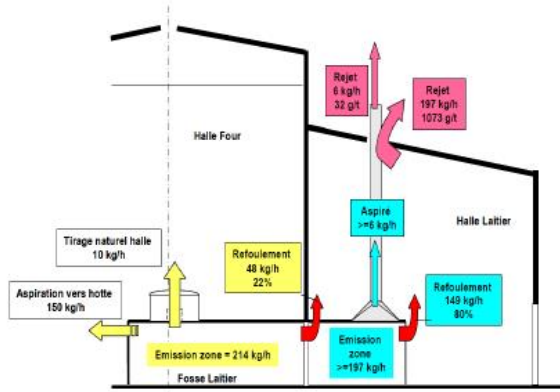 Rejet
6 kg/h
32 g/t
Rejet
197 kg/h
1073 g/t
Halle Four
Aspiré
>=6 kg/h
Halle Laitier
Tirage naturel halle
10 kg/h
Refoulement
48 kg/h
22%
Aspiration vers hotte
150 kg/h
Refoulement
149 kg/h
80%
Emission zone = 214 kg/h
Emission
zone
>=197 kg/h
Fosse Laitier